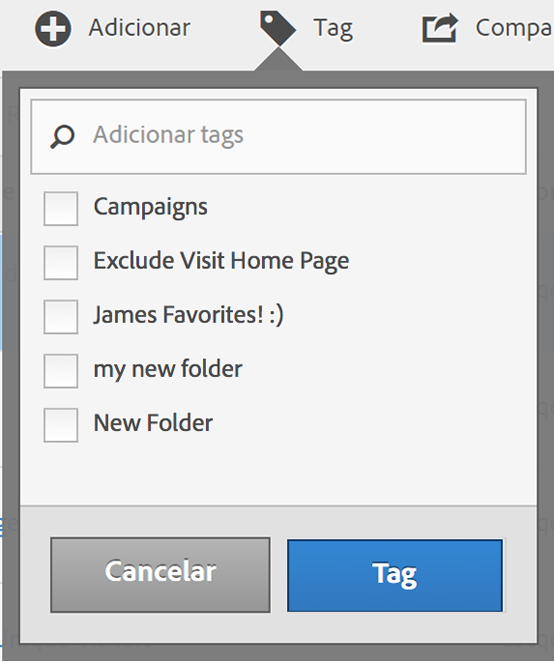 Adicionar Tag Compa
Adicionar tags
Campaigns
Exclude Visit Home Page
James Favorites! :)
my new folder
New Folder
Cancelar Tag